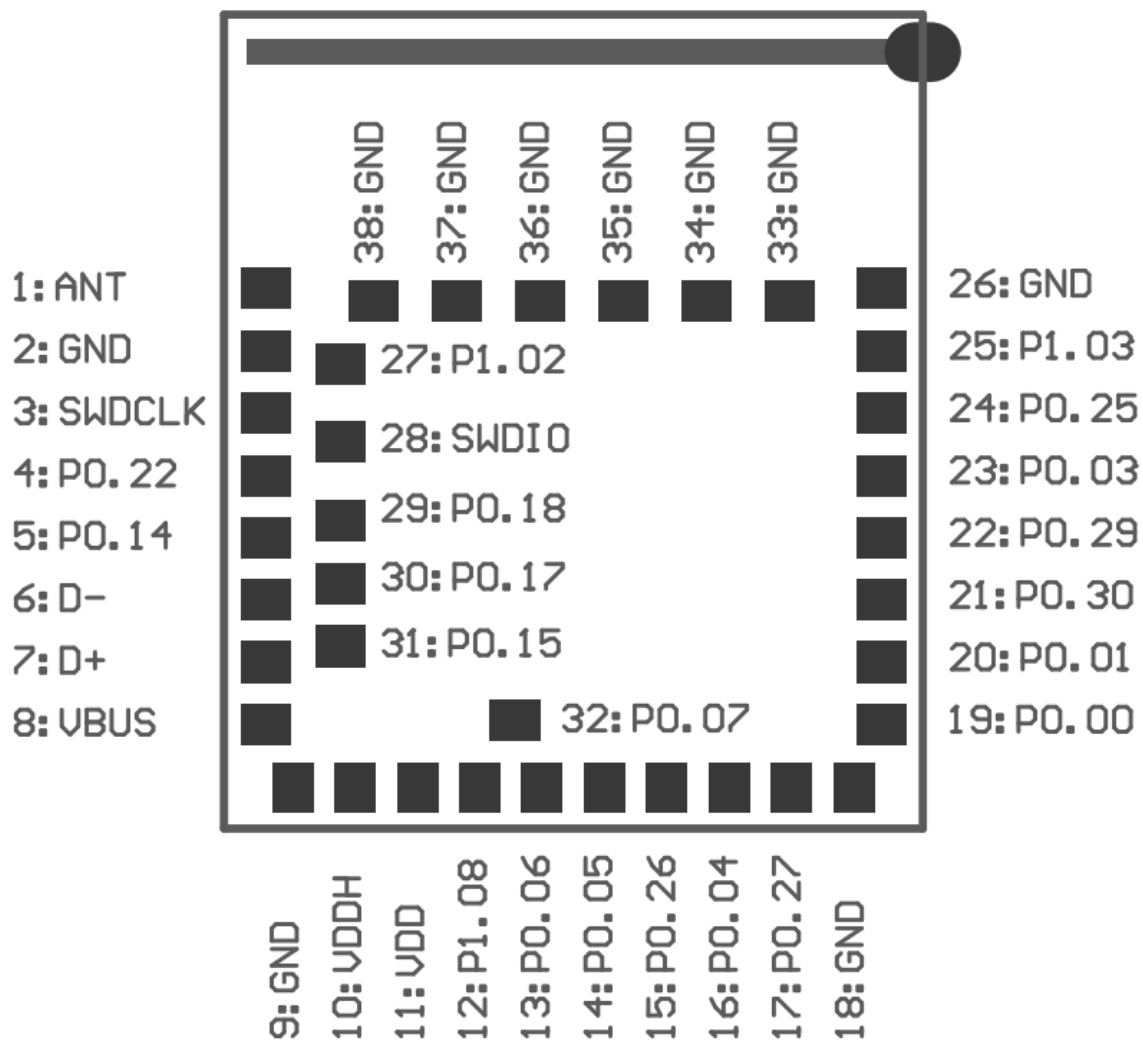 38:GND
37:GND
36:GND
35:GND
34:GND
33:GND
1:ANT
2:GND
3:SWDCLK
4:P0.22
5:P0.14
6:D-
7:D+
8:VBUS
27:P1.02
28:SWDIO
29:P0.18
30:P0.17
31:P0.15
32:P0.07
26:GND
25:P1.03
24:P0.25
23:P0.03
22:P0.29
21:P0.30
20:P0.01
19:P0.00
9:GND
10:VDDH
11:VDD
12:P1.08
13:P0.06
14:P0.05
15:P0.26
16:P0.04
17:P0.27
18:GND